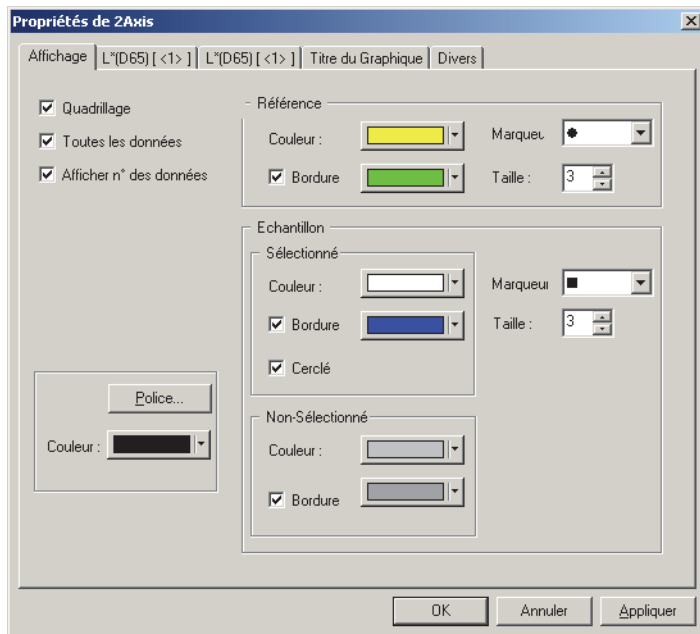 Propriétés de 2Axis
Affichage L*(D65) [ <1> ] L*(D65) [ <1> ] Titre du Graphique Divers
Quadrillage
Toutes les données
Afficher n° des données
Référence
Couleur : Marqueu
Bordure Taille : 3
Echantillon
Sélectionné
Couleur : Marqueur
Bordure Taille : 3
Cerclé
Police...
Couleur :
Non-Sélectionné
Couleur :
Bordure
OK Annuler Appliquer